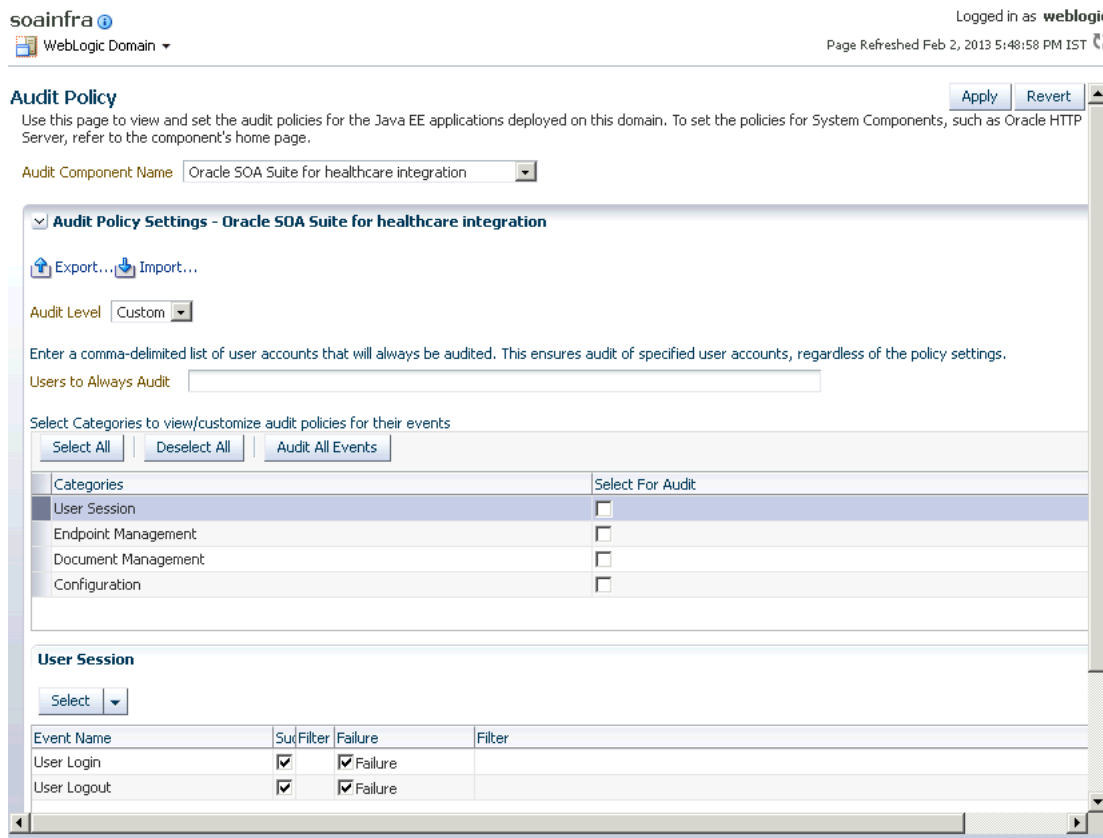 soainfra
Logged in as weblogic
WebLogic Domain
Page Refreshed Feb 2, 2013 5:48:58 PM IST
Audit Policy
Apply Revert
Use this page to view and set the audit policies for the Java EE applications deployed on this domain. To set the policies for System Components, such as Oracle HTTP
Server, refer to the component's home page.
Audit Component Name Oracle SOA Suite for healthcare integration
Audit Policy Settings - Oracle SOA Suite for healthcare integration
Export... Import...
Audit Level Custom
Enter a comma-delimited list of user accounts that will always be audited. This ensures audit of specified user accounts, regardless of the policy settings.
Users to Always Audit
Select Categories to view/customize audit policies for their events
Select All Deselect All Audit All Events
Categories Select For Audit
User Session
Endpoint Management
Document Management
Configuration
User Session
Select
Event Name Suc Filter Failure Filter
User Login Failure
User Logout Failure